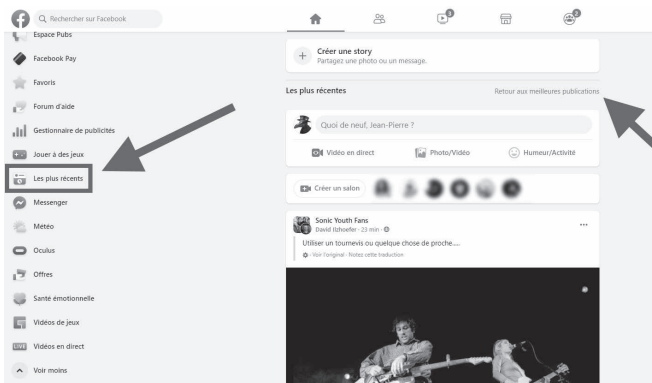 Rechercher sur Facebook
3
2
Espace Pubs
Facebook Pay
Favoris
Forum d'aide
Gestionnaire de publicités
Jouer à des jeux
Les plus récents
Messenger
Météo
Oculus
Offres
Santé émotionnelle
Vidéos de jeux
LIVE Vidéos en direct
Voir moins
Créer une story
Partagez une photo ou un message.
Les plus récentes Retour aux meilleures publications
Quoi de neuf, Jean-Pierre ?
Vidéo en direct Photo/Vidéo Humeur/Activité
Créer un salon
Sonic Youth Fans
David Ilzhoefer · 23 min ·
Utiliser un tournevis ou quelque chose de proche.....
· Voir l'original · Notez cette traduction